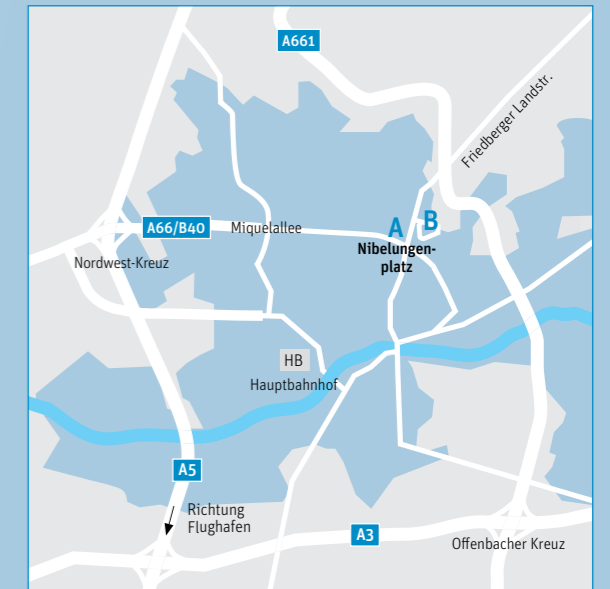 A661
Friedberger Landstr.
A66/B40
Miquelallee
A
B
Nibelungen-
platz
Nordwest-Kreuz
HB
Hauptbahnhof
A5
Richtung
Flughafen
A3
Offenbacher Kreuz